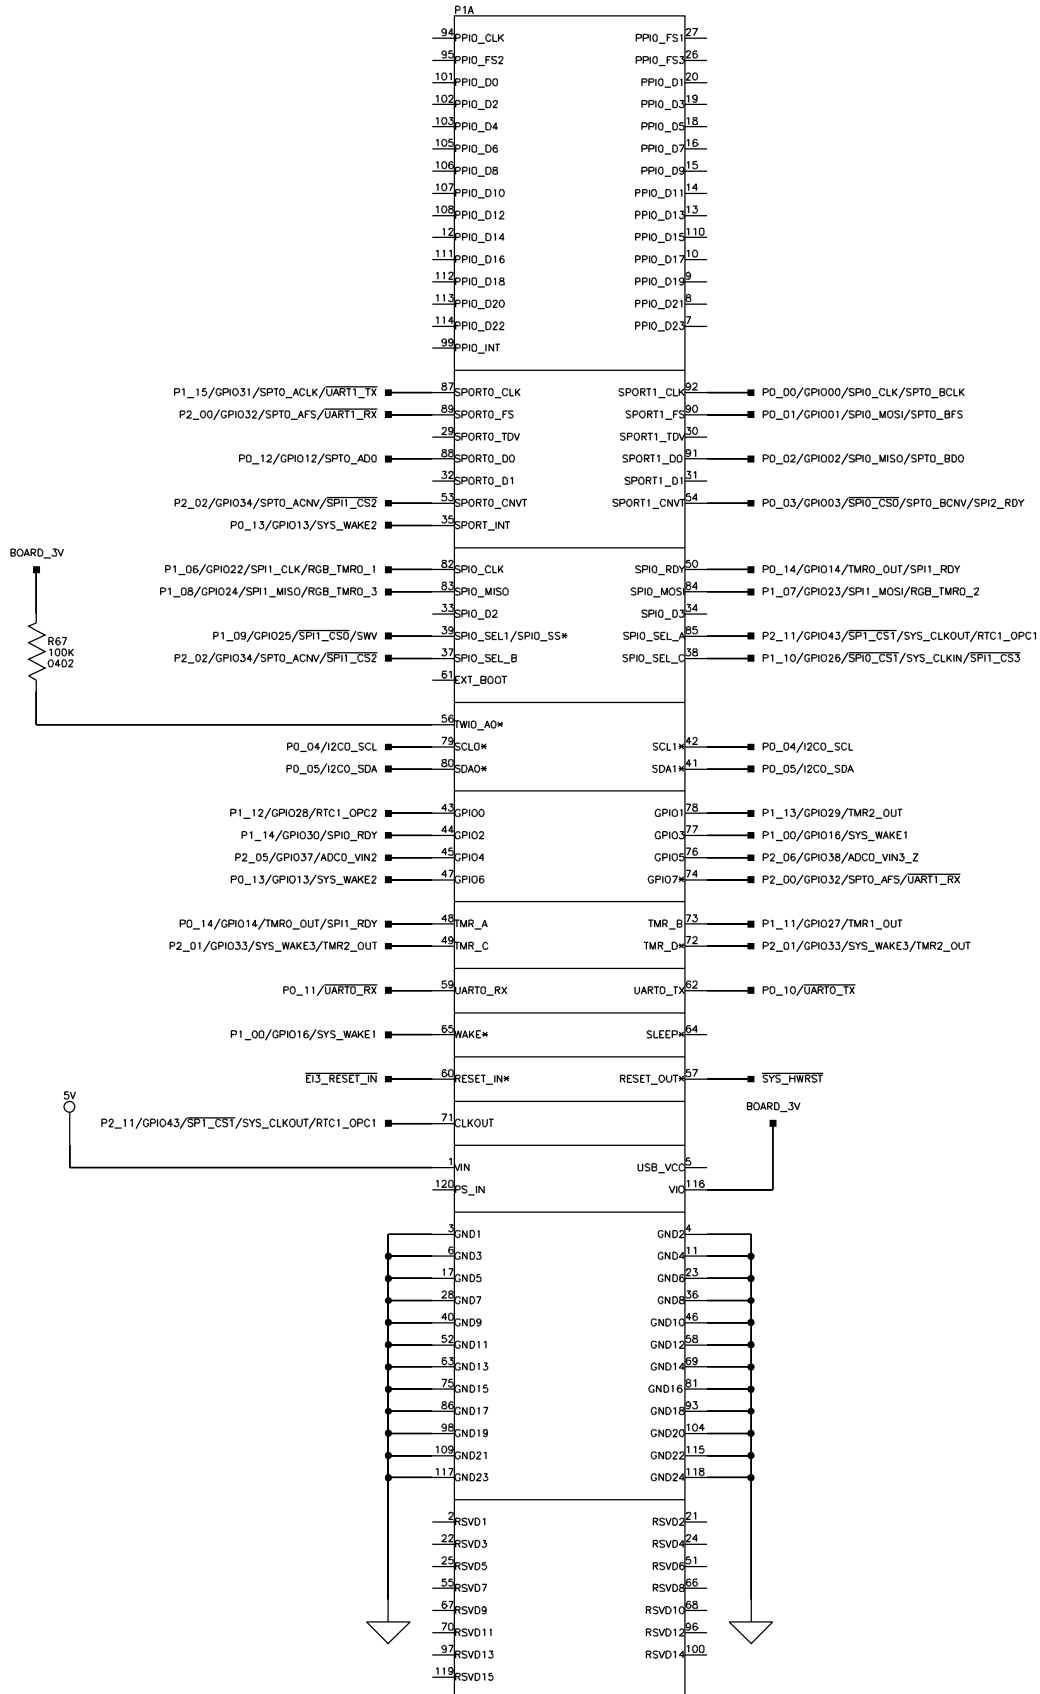 P1A
94 PPI0_CLK PPI0_FS1 27
95 PPI0_FS2 PPI0_FS3 26
101 PPI0_D0 PPI0_D1 20
102 PPI0_D2 PPI0_D3 19
103 PPI0_D4 PPI0_D5 18
105 PPI0_D6 PPI0_D7 16
106 PPI0_D8 PPI0_D9 15
107 PPI0_D10 PPI0_D11 14
108 PPI0_D12 PPI0_D13 13
12 PPI0_D14 PPI0_D15 110
111 PPI0_D16 PPI0_D17 10
112 PPI0_D18 PPI0_D19 9
113 PPI0_D20 PPI0_D21 8
114 PPI0_D22 PPI0_D23 7
99 PPI0_INT
P1_15/GPIO31/SPT0_ACLK/UART1_TX 87 SPORT0_CLK SPORT1_CLK 92 P0_00/GPIO00/SPI0_CLK/SPT0_BCLK
P2_00/GPIO32/SPT0_AFS/UART1_RX 89 SPORT0_FS SPORT1_FS 90 P0_01/GPIO01/SPI0_MOSI/SPT0_BFS
29 SPORT0_TDV SPORT1_TDV 30
P0_12/GPIO12/SPT0_AD0 88 SPORT0_D0 SPORT1_D0 91 P0_02/GPIO02/SPI0_MISO/SPT0_BD0
32 SPORT0_D1 SPORT1_D1 31
P2_02/GPIO34/SPT0_ACNV/SPI1_CS2 53 SPORT0_CNVT SPORT1_CNVT 54 P0_03/GPIO03/SPI0_CS0/SPT0_BCNV/SPI2_RDY
P0_13/GPIO13/SYS_WAKE2 35 SPORT_INT
BOARD_3V
P1_06/GPIO22/SPI1_CLK/RGB_TMR0_1 82 SPI0_CLK SPI0_RDY 50 P0_14/GPIO14/TMR0_OUT/SPI1_RDY
P1_08/GPIO24/SPI1_MISO/RGB_TMR0_3 83 SPI0_MISO SPI0_MOSI 84 P1_07/GPIO23/SPI1_MOSI/RGB_TMR0_2
33 SPI0_D2 SPI0_D3 34
R67
100K
0402
P1_09/GPIO25/SPI1_CS0/SWV 39 SPI0_SEL1/SPI0_SS* SPI0_SEL_A 85 P2_11/GPIO43/SP1_CS1/SYS_CLKOUT/RTC1_OPC1
P2_02/GPIO34/SPT0_ACNV/SPI1_CS2 37 SPI0_SEL_B SPI0_SEL_C 38 P1_10/GPIO26/SPI0_CS1/SYS_CLKIN/SPI1_CS3
61 EXT_BOOT
56 TWI0_A0*
P0_04/I2C0_SCL 79 SCL0* SCL1* 42 P0_04/I2C0_SCL
P0_05/I2C0_SDA 80 SDA0* SDA1* 41 P0_05/I2C0_SDA
P1_12/GPIO28/RTC1_OPC2 43 GPIO0 GPIO1 78 P1_13/GPIO29/TMR2_OUT
P1_14/GPIO30/SPI0_RDY 44 GPIO2 GPIO3 77 P1_00/GPIO16/SYS_WAKE1
P2_05/GPIO37/ADC0_VIN2 45 GPIO4 GPIO5 76 P2_06/GPIO38/ADC0_VIN3_Z
P0_13/GPIO13/SYS_WAKE2 47 GPIO6 GPIO7* 74 P2_00/GPIO32/SPT0_AFS/UART1_RX
P0_14/GPIO14/TMR0_OUT/SPI1_RDY 48 TMR_A TMR_B 73 P1_11/GPIO27/TMR1_OUT
P2_01/GPIO33/SYS_WAKE3/TMR2_OUT 49 TMR_C TMR_D* 72 P2_01/GPIO33/SYS_WAKE3/TMR2_OUT
P0_11/UART0_RX 59 UART0_RX UART0_TX 62 P0_10/UART0_TX
P1_00/GPIO16/SYS_WAKE1 65 WAKE* SLEEP* 64
EI3_RESET_IN 60 RESET_IN* RESET_OUT* 57 SYS_HWRST
5V
BOARD_3V
P2_11/GPIO43/SP1_CS1/SYS_CLKOUT/RTC1_OPC1 71 CLKOUT
1 VIN USB_VCC 5
120 PS_IN VIO 116
3 GND1 GND2 4
6 GND3 GND4 11
17 GND5 GND6 23
28 GND7 GND8 36
40 GND9 GND10 46
52 GND11 GND12 58
63 GND13 GND14 69
75 GND15 GND16 81
86 GND17 GND18 93
98 GND19 GND20 104
109 GND21 GND22 115
117 GND23 GND24 118
2 RSVD1 RSVD2 21
22 RSVD3 RSVD4 24
25 RSVD5 RSVD6 51
55 RSVD7 RSVD8 66
67 RSVD9 RSVD10 68
70 RSVD11 RSVD12 96
97 RSVD13 RSVD14 100
119 RSVD15